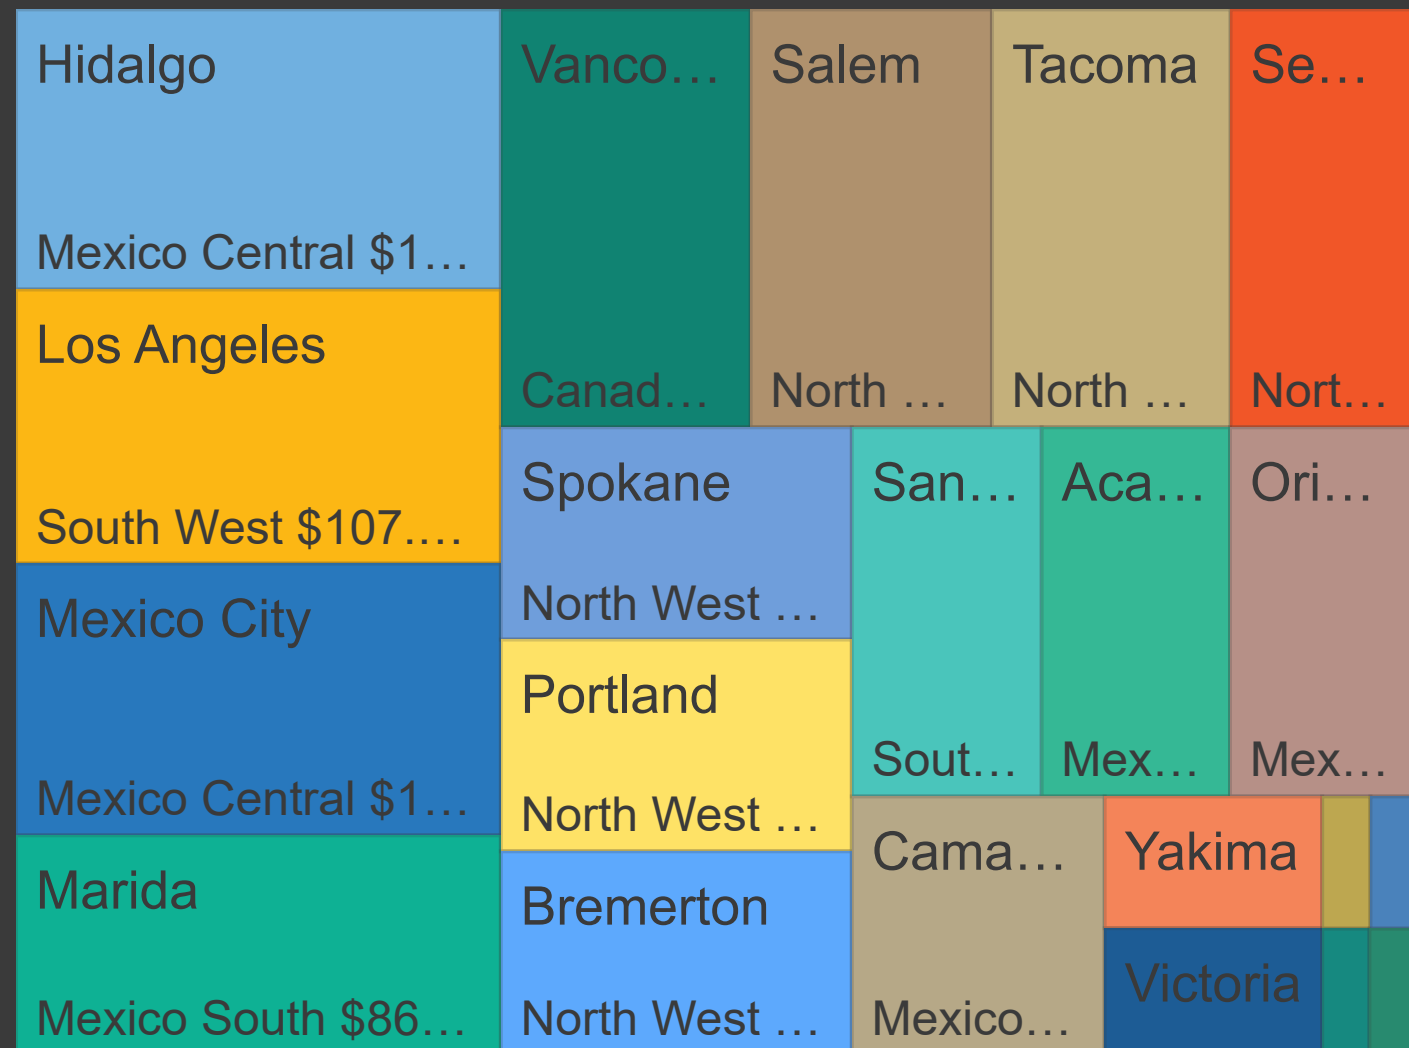 Hidalgo
Mexico Central $1…
Los Angeles
South West $107.…
Mexico City
Mexico Central $1…
Marida
Mexico South $86…
Vanco…
Canad…
Salem
North …
Tacoma
North …
Se…
Nort…
Spokane
North West …
Portland
North West …
Bremerton
North West …
San…
Sout…
Aca…
Mex…
Ori…
Mex…
Cama…
Mexico…
Yakima
Victoria